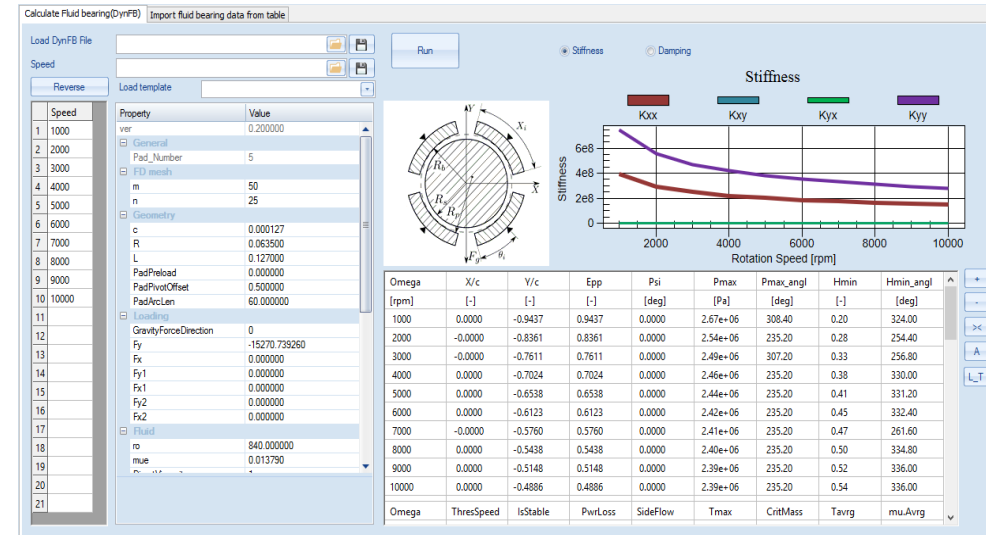 Calculate Fluid bearing(DynFB) Import fluid bearing data from table
Load DynFB File
Speed
Reverse
Load template
Run
Stiffness Damping
Speed
1 1000
2 2000
3 3000
4 4000
5 5000
6 6000
7 7000
8 8000
9 9000
10 10000
11
12
13
14
15
16
17
18
19
20
21
Property Value
ver 0.200000
General
Pad_Number 5
FD mesh
m 50
n 25
Geometry
c 0.000127
R 0.063500
L 0.127000
PadPreload 0.000000
PadPivotOffset 0.500000
PadArcLen 60.000000
Loading
GravityForceDirection 0
Fy -15270.739260
Fx 0.000000
Fy1 0.000000
Fx1 0.000000
Fy2 0.000000
Fx2 0.000000
Fluid
ro 840.000000
mue 0.013790
Y
Xi
Rb
X
Rs
Rp
Fg
θi
Stiffness
Kxx Kxy Kyx Kyy
Stiffness
6e8
4e8
2e8
0
2000 4000 6000 8000 10000
Rotation Speed [rpm]
Omega X/c Y/c Epp Psi Pmax Pmax_angl Hmin Hmin_angl
[rpm] [-] [-] [-] [deg] [Pa] [deg] [-] [deg]
1000 0.0000 -0.9437 0.9437 0.0000 2.67e+06 308.40 0.20 324.00
2000 -0.0000 -0.8361 0.8361 0.0000 2.54e+06 235.20 0.28 254.40
3000 -0.0000 -0.7611 0.7611 0.0000 2.49e+06 307.20 0.33 256.80
4000 0.0000 -0.7024 0.7024 0.0000 2.46e+06 235.20 0.38 330.00
5000 0.0000 -0.6538 0.6538 0.0000 2.44e+06 235.20 0.41 331.20
6000 0.0000 -0.6123 0.6123 0.0000 2.42e+06 235.20 0.45 332.40
7000 -0.0000 -0.5760 0.5760 0.0000 2.41e+06 235.20 0.47 261.60
8000 0.0000 -0.5438 0.5438 0.0000 2.40e+06 235.20 0.50 334.80
9000 0.0000 -0.5148 0.5148 0.0000 2.39e+06 235.20 0.52 336.00
10000 0.0000 -0.4886 0.4886 0.0000 2.39e+06 235.20 0.54 336.00
Omega ThresSpeed IsStable PwrLoss SideFlow Tmax CritMass Tavrg mu.Avrg
+
-
><
A
L_T